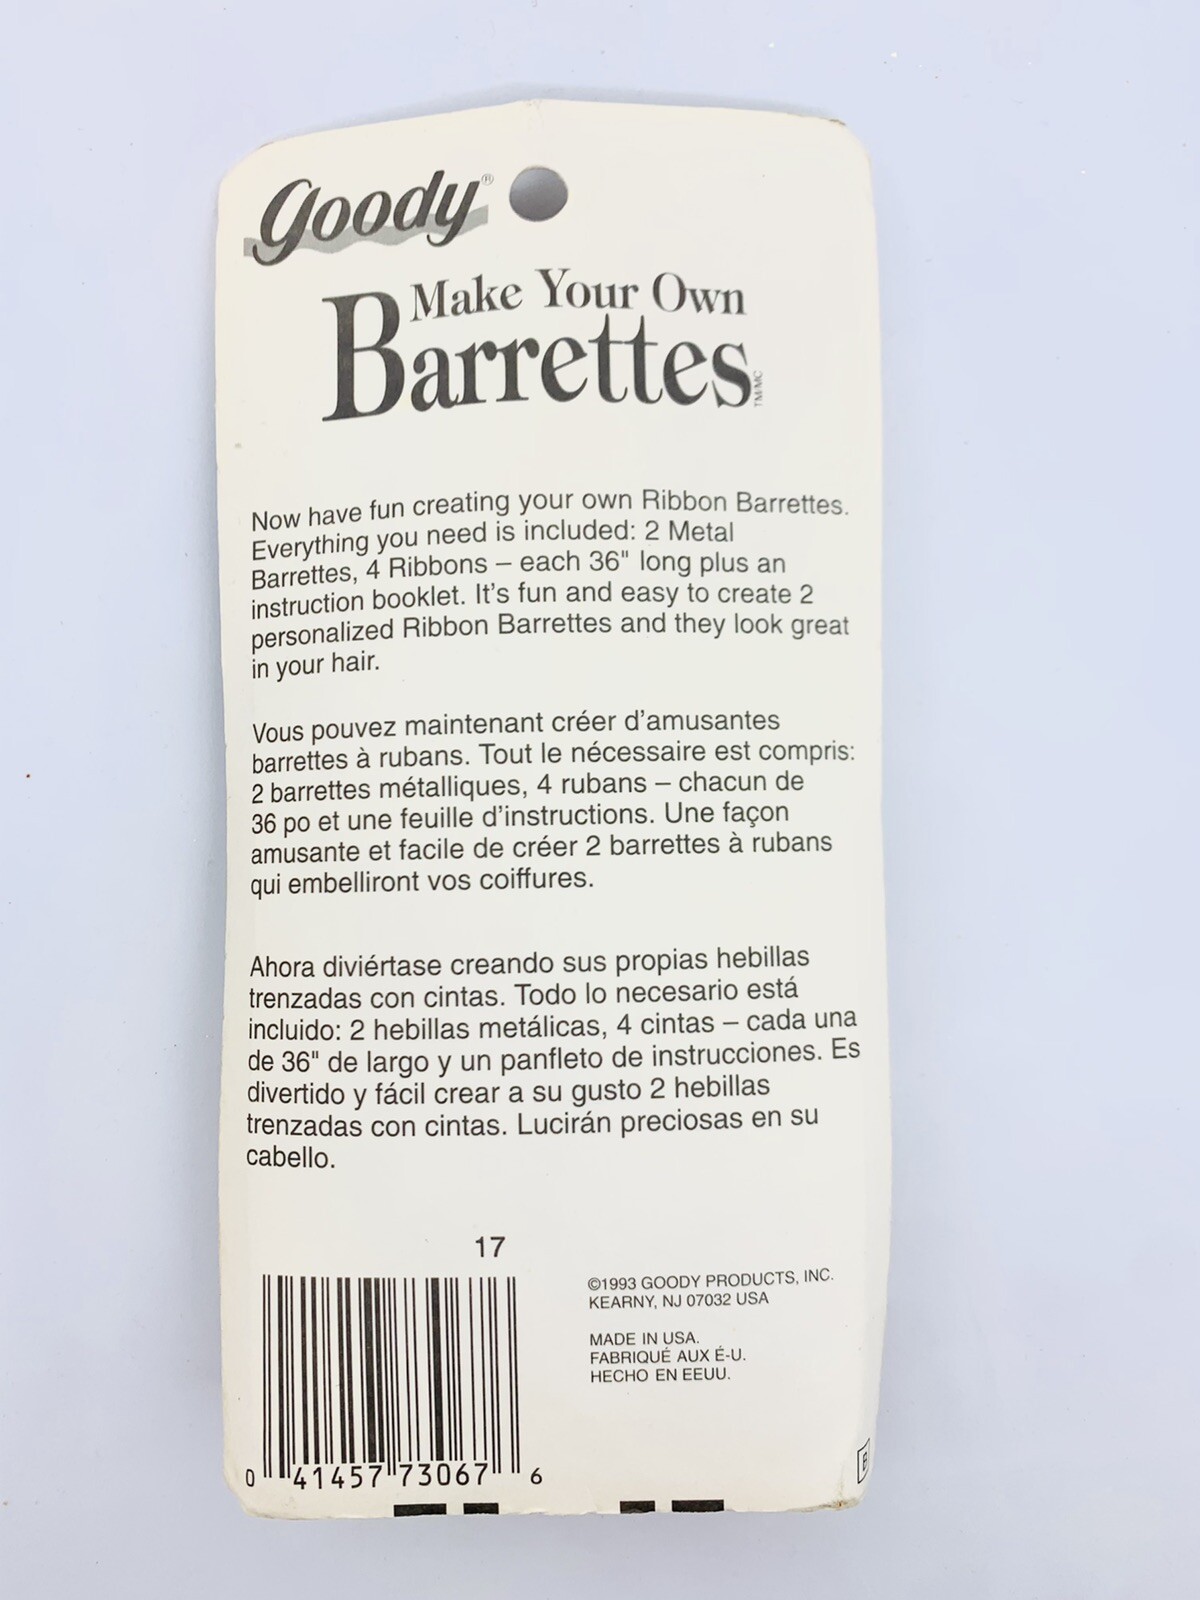 goody®
Make Your Own
Barrettes TM/MC
Now have fun creating your own Ribbon Barrettes.
Everything you need is included: 2 Metal
Barrettes, 4 Ribbons – each 36" long plus an
instruction booklet. It's fun and easy to create 2
personalized Ribbon Barrettes and they look great
in your hair.
Vous pouvez maintenant créer d'amusantes
barrettes à rubans. Tout le nécessaire est compris:
2 barrettes métalliques, 4 rubans – chacun de
36 po et une feuille d'instructions. Une façon
amusante et facile de créer 2 barrettes à rubans
qui embelliront vos coiffures.
Ahora diviértase creando sus propias hebillas
trenzadas con cintas. Todo lo necesario está
incluido: 2 hebillas metálicas, 4 cintas – cada una
de 36" de largo y un panfleto de instrucciones. Es
divertido y fácil crear a su gusto 2 hebillas
trenzadas con cintas. Lucirán preciosas en su
cabello.
17
©1993 GOODY PRODUCTS, INC.
KEARNY, NJ 07032 USA
MADE IN USA.
FABRIQUÉ AUX É-U.
HECHO EN EEUU.
0 41457 73067 6
B